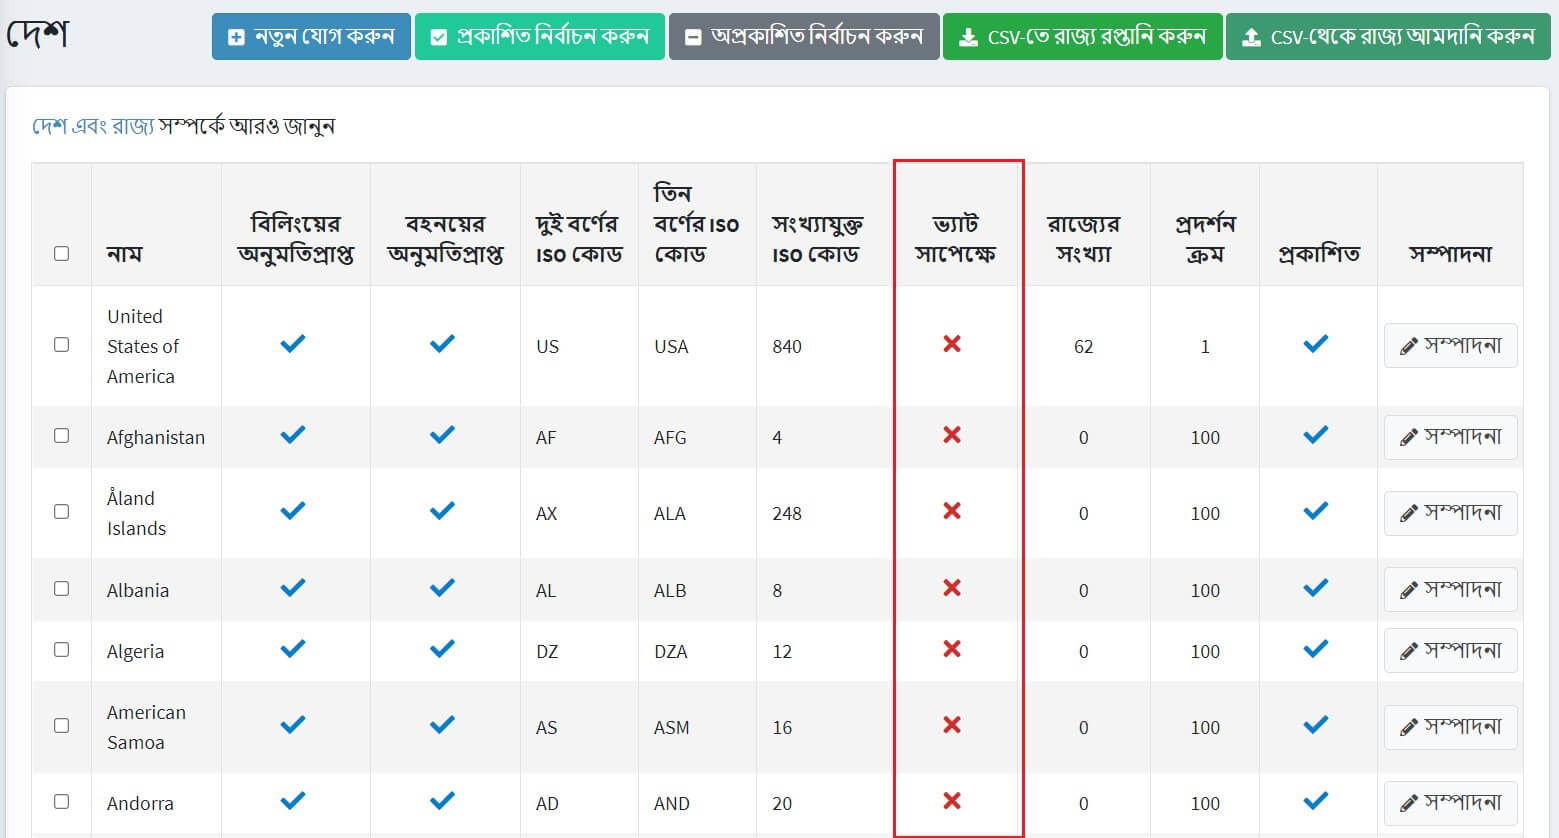 দেশ
নতুন যোগ করুন
প্রকাশিত নির্বাচন করুন
অপ্রকাশিত নির্বাচন করুন
CSV-তে রাজ্য রপ্তানি করুন
CSV-থেকে রাজ্য আমদানি করুন
দেশ এবং রাজ্য সম্পর্কে আরও জানুন
নাম
বিলিংয়ের
অনুমতিপ্রাপ্ত
বহনয়ের
অনুমতিপ্রাপ্ত
দুই বর্ণের
ISO কোড
তিন
বর্ণের ISO
কোড
সংখ্যাযুক্ত
ISO কোড
ভ্যাট
সাপেক্ষে
রাজ্যের
সংখ্যা
প্রদর্শন
ক্রম
প্রকাশিত
সম্পাদনা
United
States of
America
US USA 840 62 1 সম্পাদনা
Afghanistan AF AFG 4 0 100 সম্পাদনা
Åland
Islands
AX ALA 248 0 100 সম্পাদনা
Albania AL ALB 8 0 100 সম্পাদনা
Algeria DZ DZA 12 0 100 সম্পাদনা
American
Samoa
AS ASM 16 0 100 সম্পাদনা
Andorra AD AND 20 0 100 সম্পাদনা